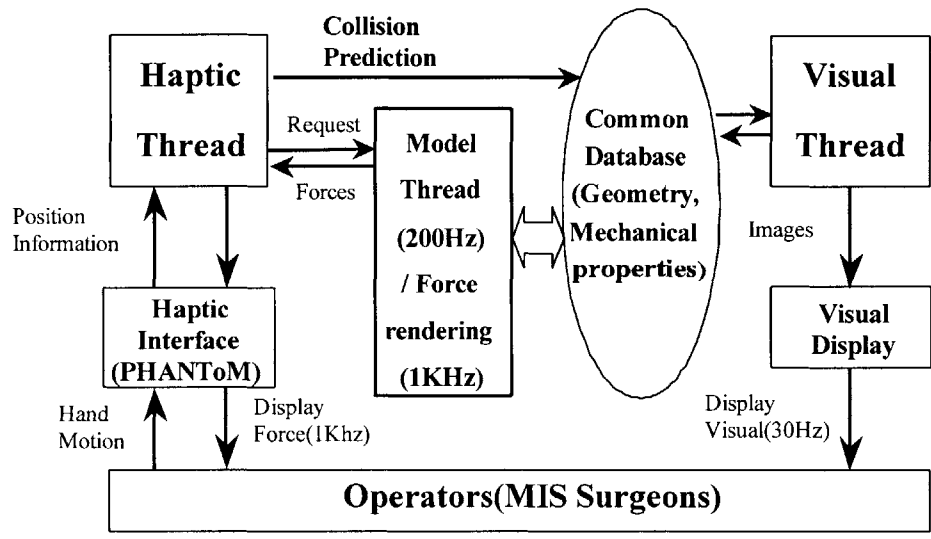 Collision
Prediction
Haptic
Thread
Visual
Thread
Request
Forces
Model
Thread
(200Hz)
/ Force
rendering
(1KHz)
Common
Database
(Geometry,
Mechanical
properties)
Position
Information
Images
Haptic
Interface
(PHANToM)
Visual
Display
Hand
Motion
Display
Force(1Khz)
Display
Visual(30Hz)
Operators(MIS Surgeons)